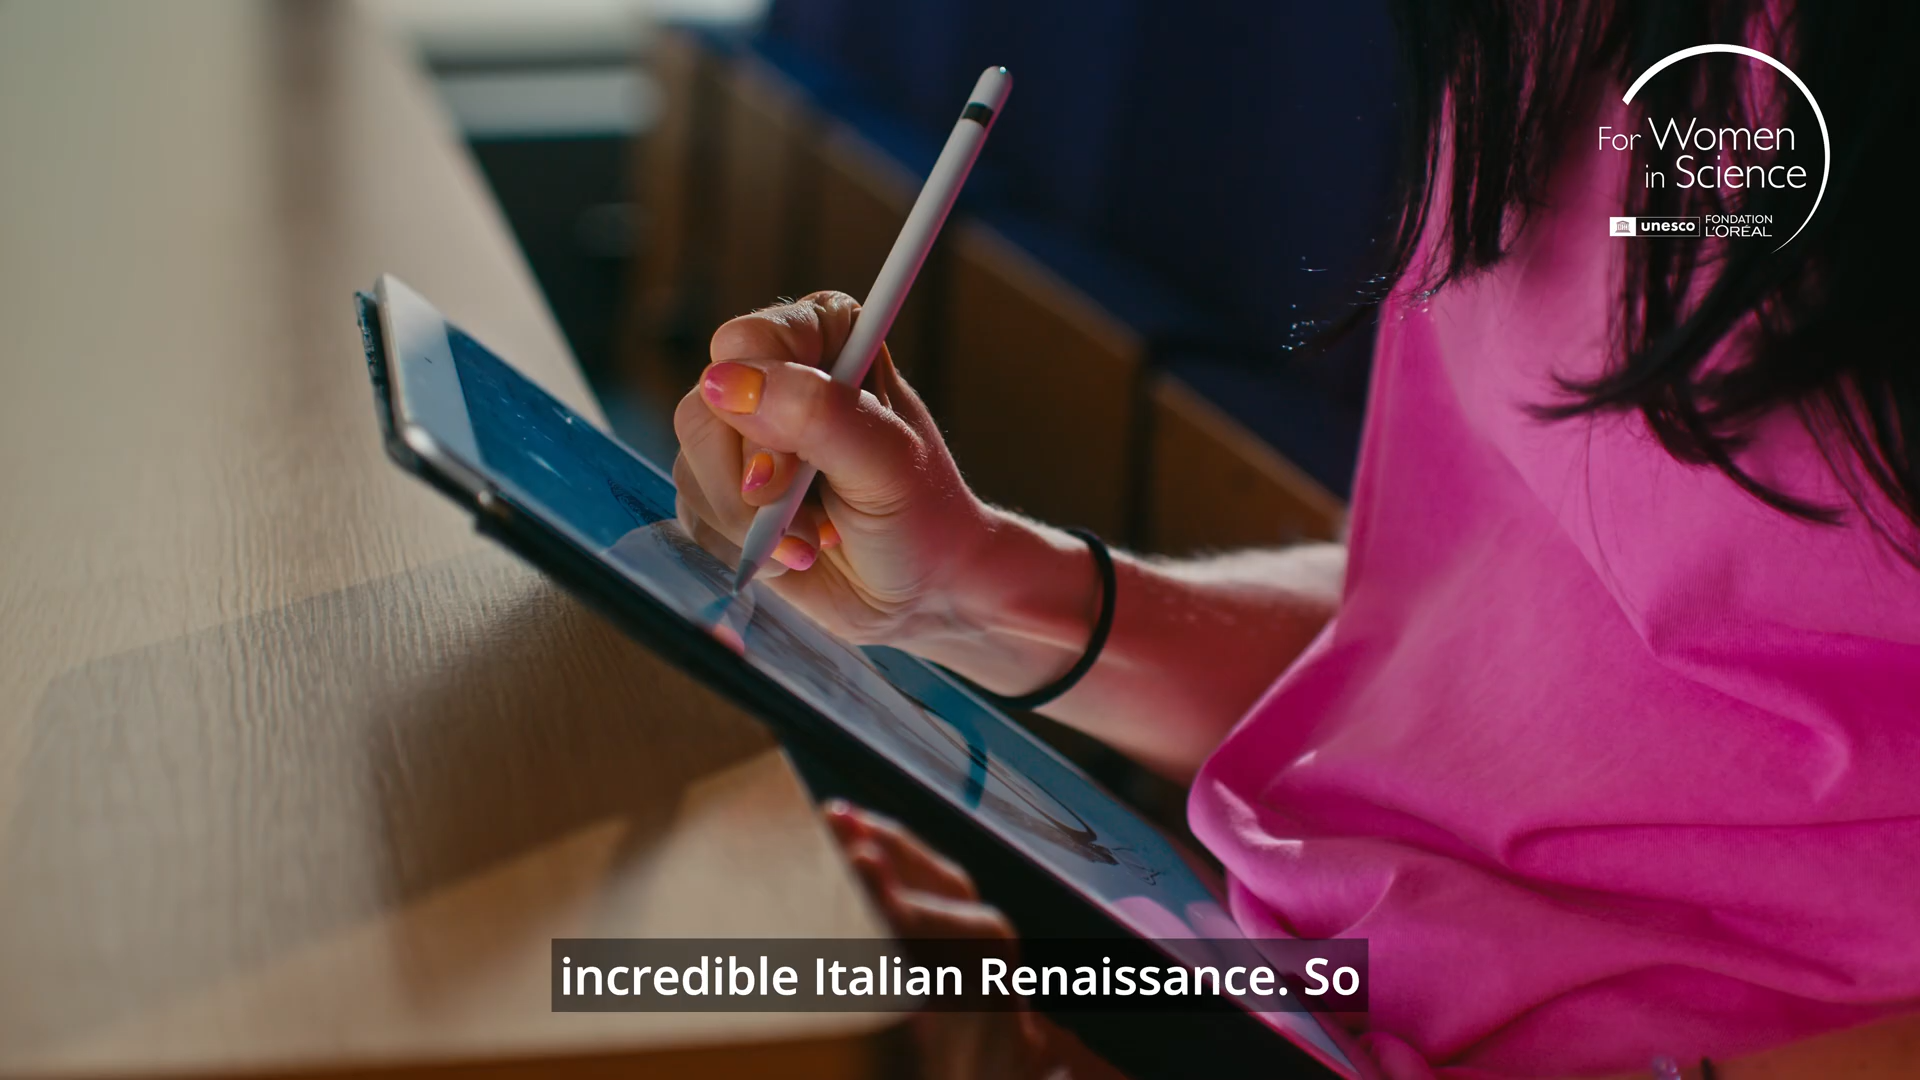 For Women
in Science
unesco
FONDATION
L'ORÉAL
incredible Italian Renaissance. So